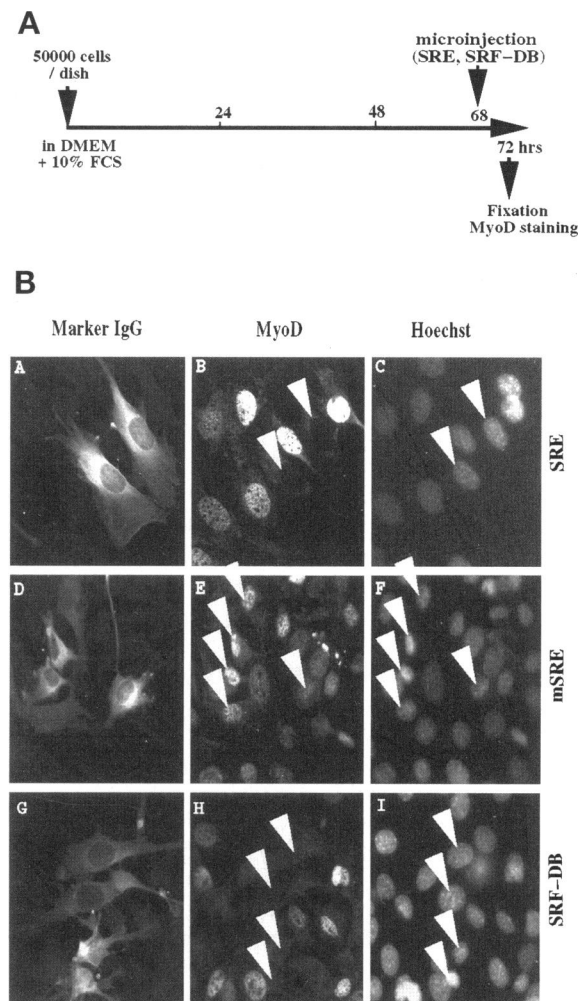 A
50000 cells
/ dish
microinjection
(SRE, SRF-DB)
24
48
68
in DMEM
+ 10% FCS
72 hrs
Fixation
MyoD staining
B
Marker IgG
MyoD
Hoechst
A
B
C
SRE
D
E
F
mSRE
G
H
I
SRF-DB